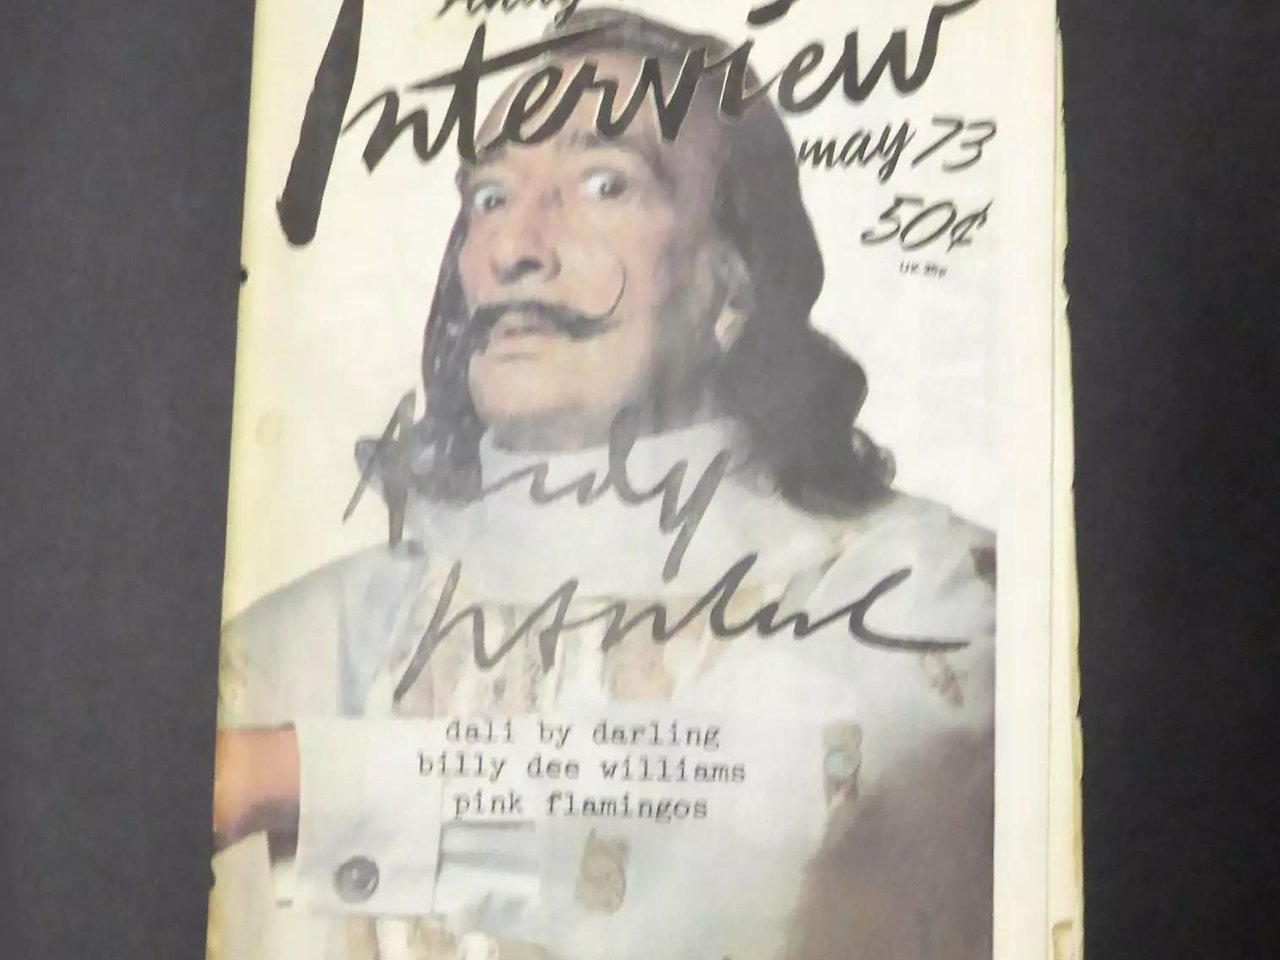 Interview
may 73
50¢
Andy
Warhol
dali by darling
billy dee williams
pink flamingos